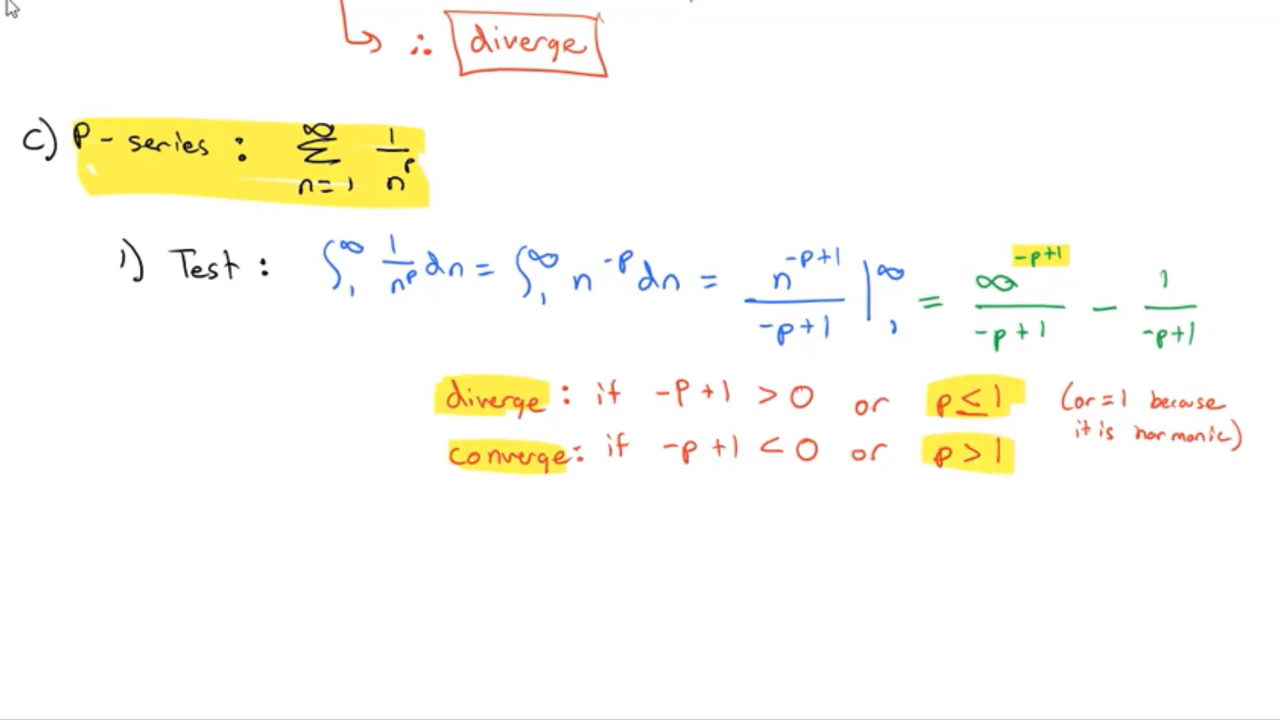 ∴ diverge
c) P-series : ∑_{n=1}^{∞} 1/n^p
1) Test : ∫_1^∞ 1/n^p dn = ∫_1^∞ n^{-p} dn = n^{-p+1}/(-p+1) |_1^∞ = ∞^{-p+1}/(-p+1) - 1/(-p+1)
diverge : if -p+1 > 0 or p ≤ 1 (or = 1 because
it is harmonic)
converge : if -p+1 < 0 or p > 1